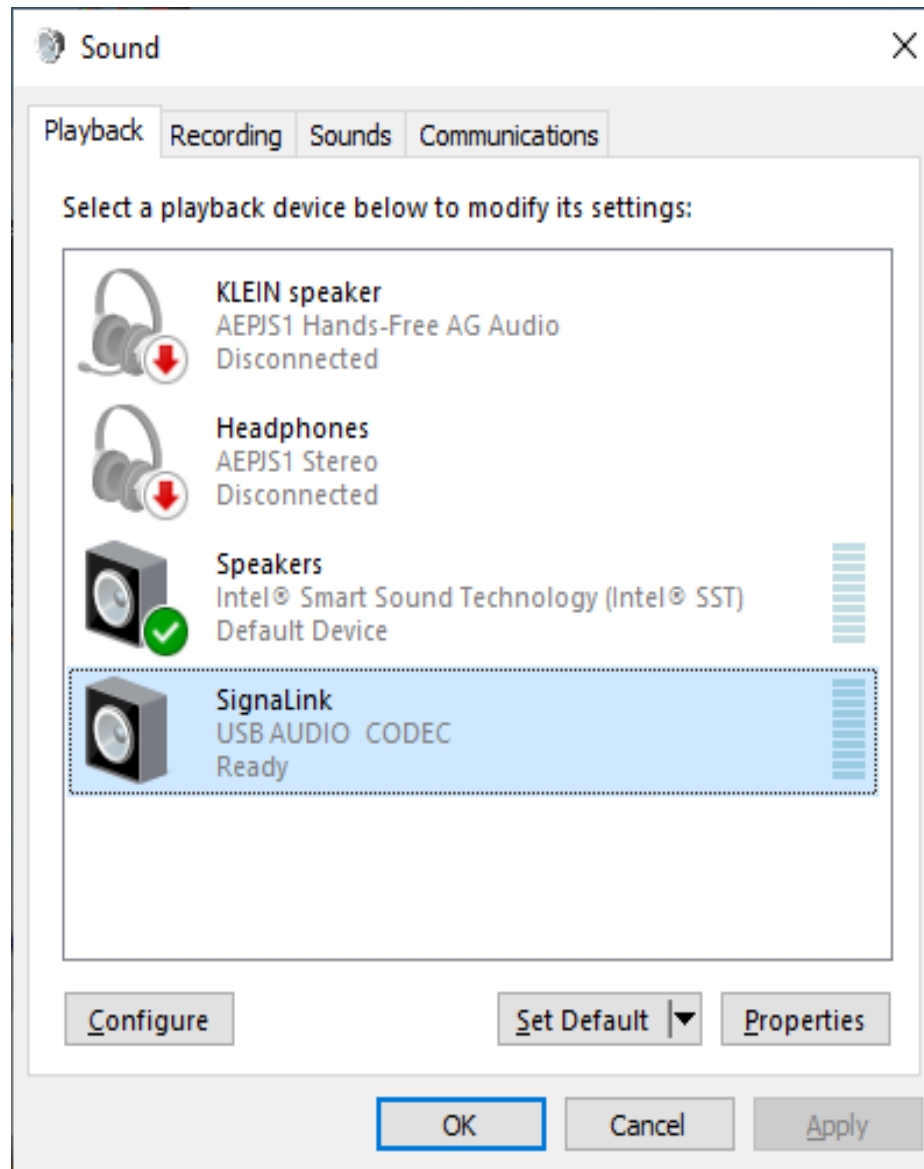 Sound
Playback Recording Sounds Communications
Select a playback device below to modify its settings:
KLEIN speaker
AEPJS1 Hands-Free AG Audio
Disconnected
Headphones
AEPJS1 Stereo
Disconnected
Speakers
Intel® Smart Sound Technology (Intel® SST)
Default Device
SignaLink
USB AUDIO  CODEC
Ready
Configure Set Default Properties
OK Cancel Apply